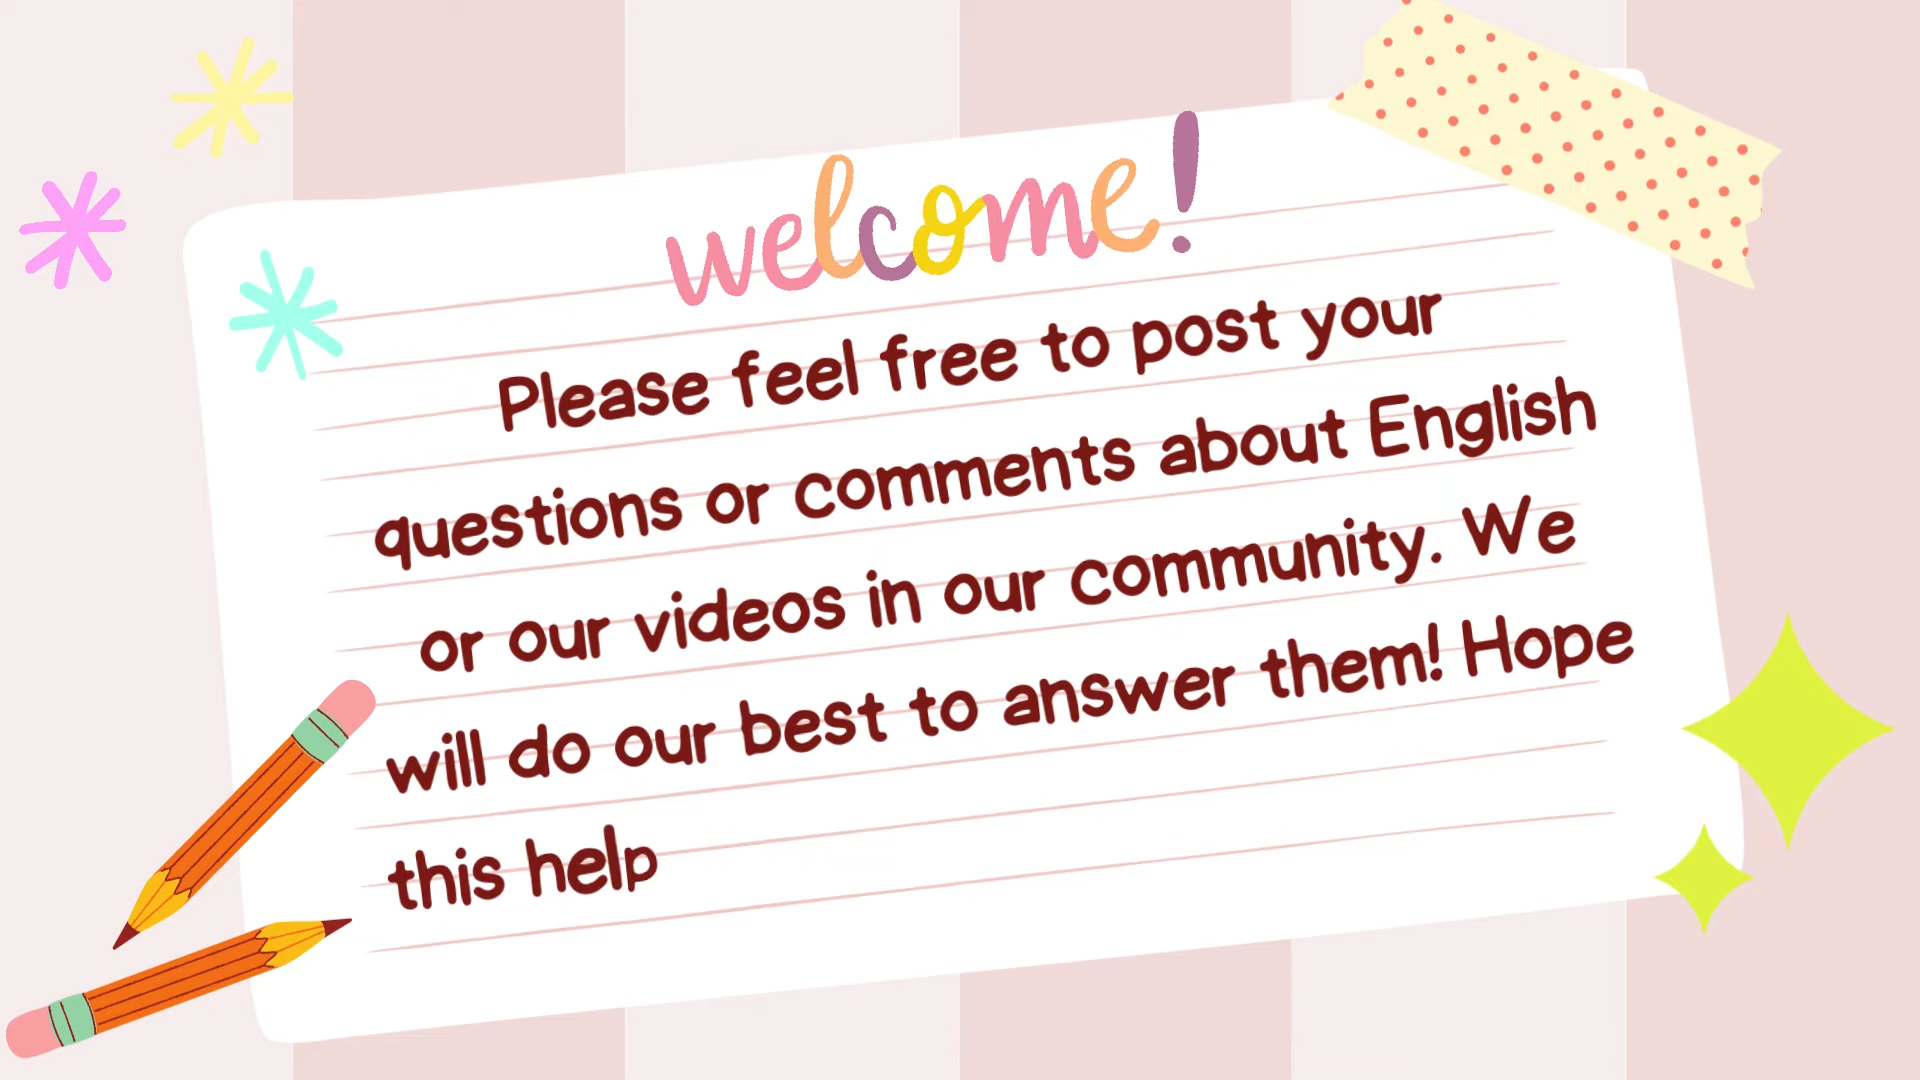 welcome!
Please feel free to post your
questions or comments about English
or our videos in our community. We
will do our best to answer them! Hope
this help